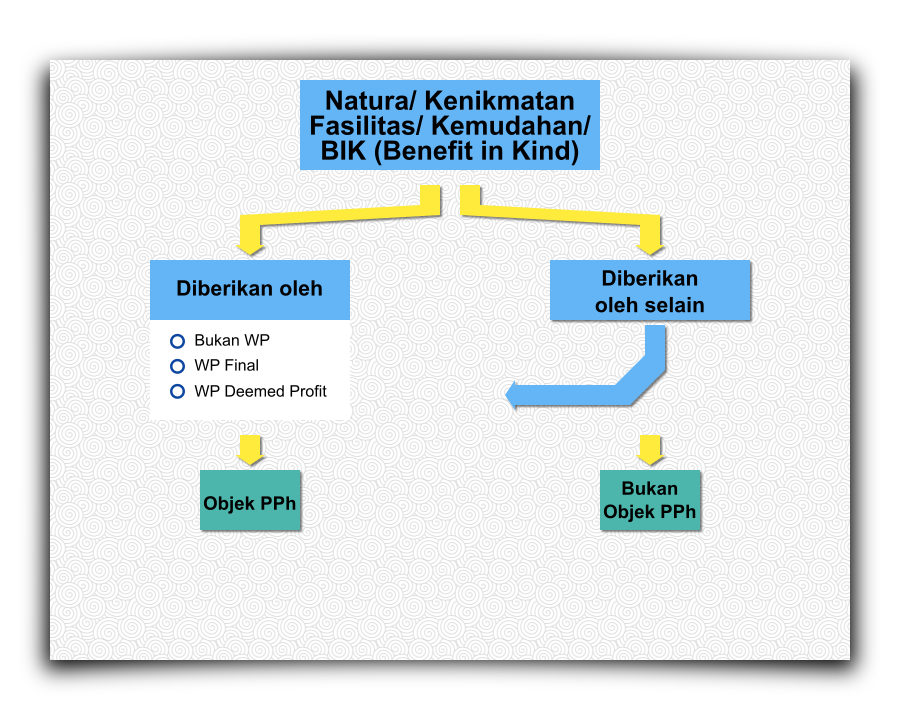 Natura/ Kenikmatan
Fasilitas/ Kemudahan/
BIK (Benefit in Kind)
Diberikan oleh
Bukan WP
WP Final
WP Deemed Profit
Diberikan
oleh selain
Objek PPh
Bukan
Objek PPh